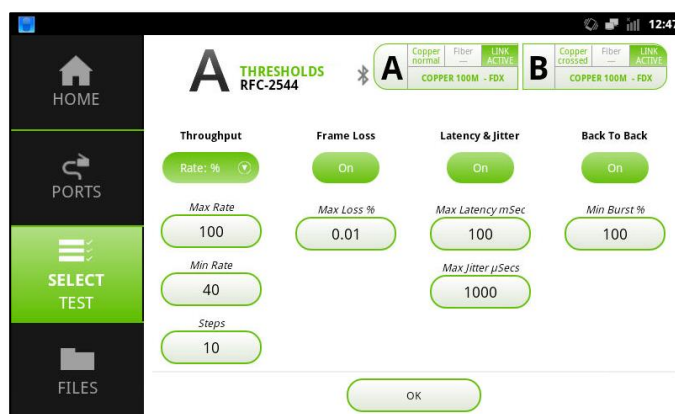 12:47
HOME
PORTS
SELECT
TEST
FILES
A
THRESHOLDS
RFC-2544
A
Copper normal
Fiber ---
LINK ACTIVE
COPPER 100M - FDX
B
Copper crossed
Fiber ---
LINK ACTIVE
COPPER 100M - FDX
Throughput
Frame Loss
Latency & Jitter
Back To Back
Rate: %
On
On
On
Max Rate
Max Loss %
Max Latency mSec
Min Burst %
100
0.01
100
100
Min Rate
Max Jitter µSecs
40
1000
Steps
10
OK